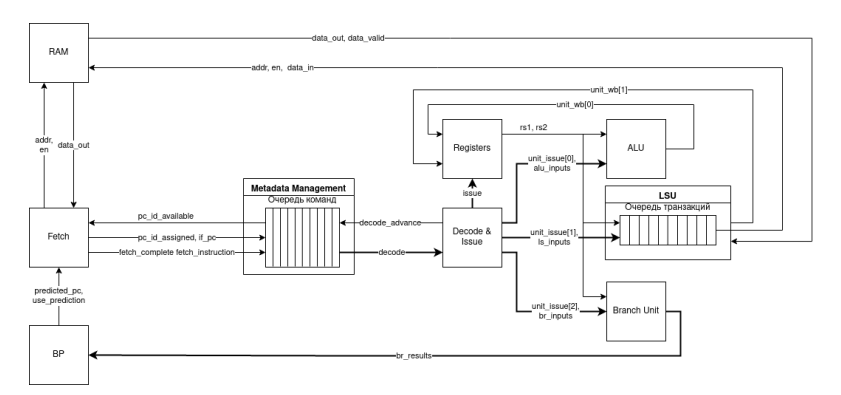 data_out, data_valid
RAM
addr, en, data_in
unit_wb[1]
unit_wb[0]
rs1, rs2
addr,
en
data_out
Registers
ALU
unit_issue[0],
alu_inputs
Metadata Management
Очередь команд
issue
LSU
Очередь транзакций
pc_id_available
decode_advance
Fetch
pc_id_assigned, if_pc
Decode &
Issue
unit_issue[1],
ls_inputs
fetch_complete fetch_instruction
decode
predicted_pc,
use_prediction
unit_issue[2],
br_inputs
Branch Unit
BP
br_results